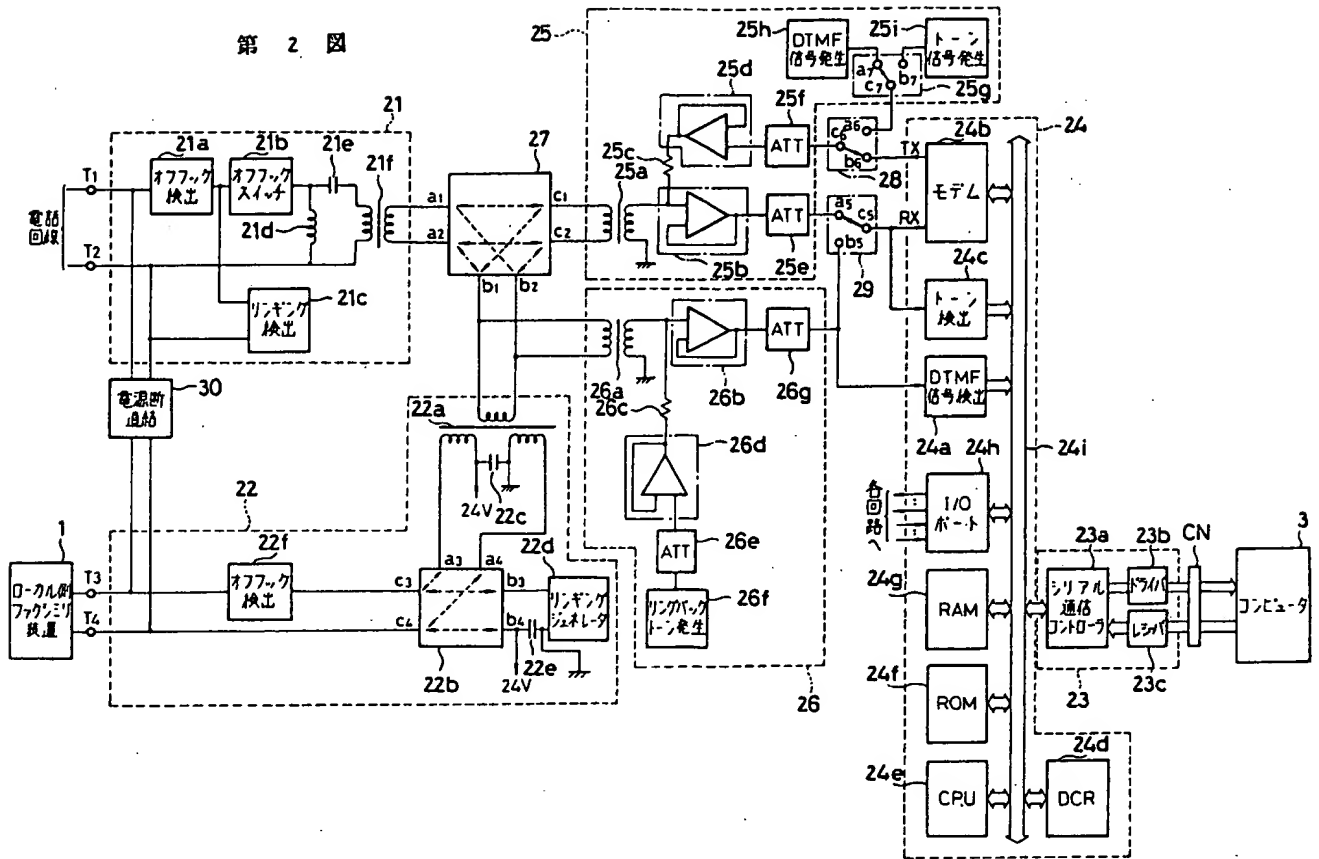 第 2 図
21
21a
オフフック
検出
21b
オフフック
スイッチ
21e
21f
21d
21c
リンギング
検出
T1
T2
電話
回線
27
a1
a2
b1
b2
c1
c2
25
25a
25b
25c
25d
25e
ATT
25f
ATT
25g
a7
b7
c7
25h
DTMF
信号発生
25i
トーン
信号発生
28
a6
b6
c6
29
a5
b5
c5
TX
RX
24
24b
モデム
24c
トーン
検出
DTMF
信号検出
24a
24h
I/O
ポート
各
回
路
へ
24i
24g
RAM
24f
ROM
24e
CPU
24d
DCR
23a
シリアル
通信
コントローラ
23b
ドライバ
レシーバ
23c
23
CN
3
コンピュータ
26
26a
26b
26c
26d
26e
ATT
26f
リングバック
トーン発生
26g
ATT
30
電源断
直結
22
22a
22c
24V
22b
a3
a4
b3
b4
c3
c4
22d
リンギング
ジェネレータ
22e
24V
22f
オフフック
検出
1
ローカル側
ファクシミリ
装置
T3
T4